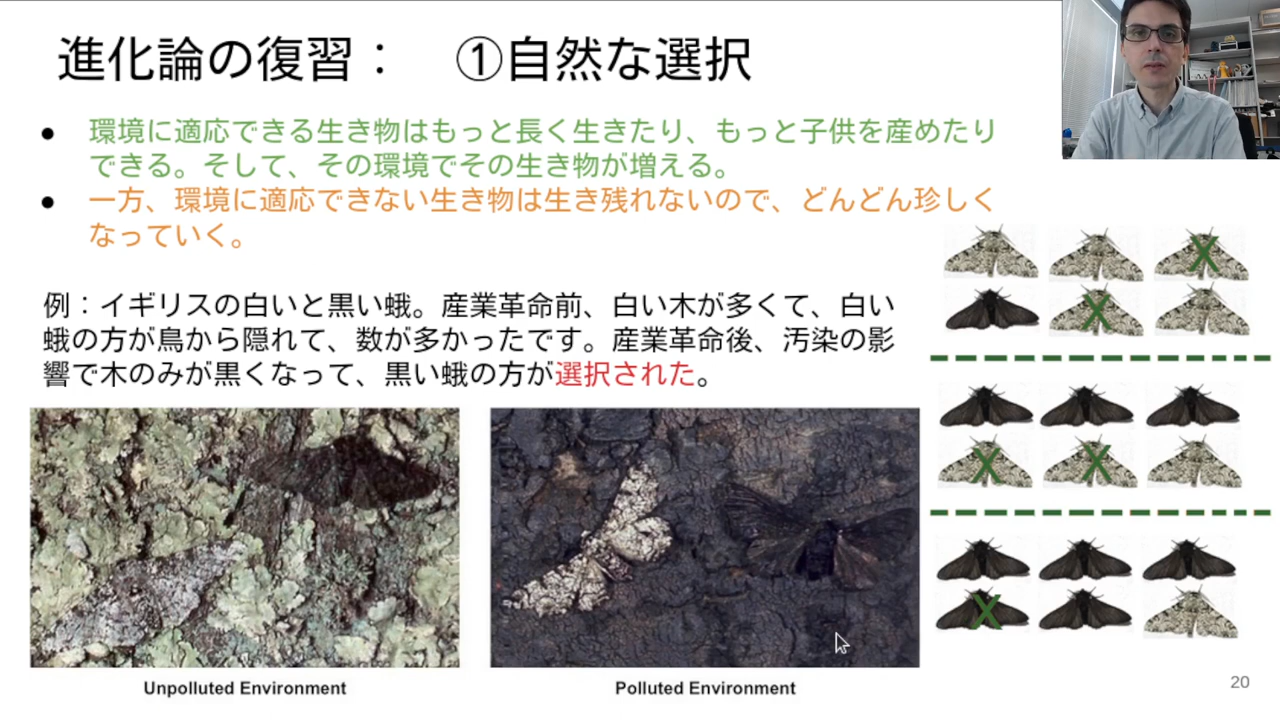 進化論の復習： ①自然な選択
● 環境に適応できる生き物はもっと長く生きたり、もっと子供を産めたり
できる。そして、その環境でその生き物が増える。
● 一方、環境に適応できない生き物は生き残れないので、どんどん珍しく
なっていく。
例：イギリスの白いと黒い蛾。産業革命前、白い木が多くて、白い
蛾の方が鳥から隠れて、数が多かったです。産業革命後、汚染の影
響で木のみが黒くなって、黒い蛾の方が選択された。
X
X
X X
X
Unpolluted Environment
Polluted Environment
20